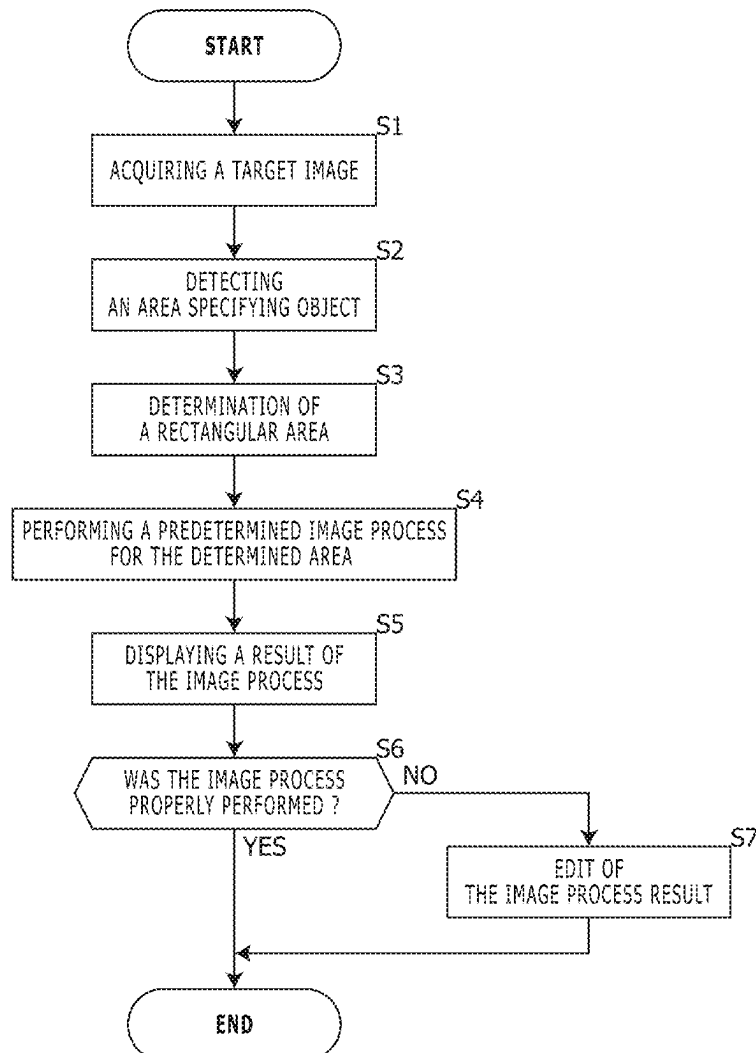 START
S1
ACQUIRING A TARGET IMAGE
S2
DETECTING
AN AREA SPECIFYING OBJECT
S3
DETERMINATION OF
A RECTANGULAR AREA
S4
PERFORMING A PREDETERMINED IMAGE PROCESS
FOR THE DETERMINED AREA
S5
DISPLAYING A RESULT OF
THE IMAGE PROCESS
S6
WAS THE IMAGE PROCESS
PROPERLY PERFORMED ?
NO
YES
S7
EDIT OF
THE IMAGE PROCESS RESULT
END